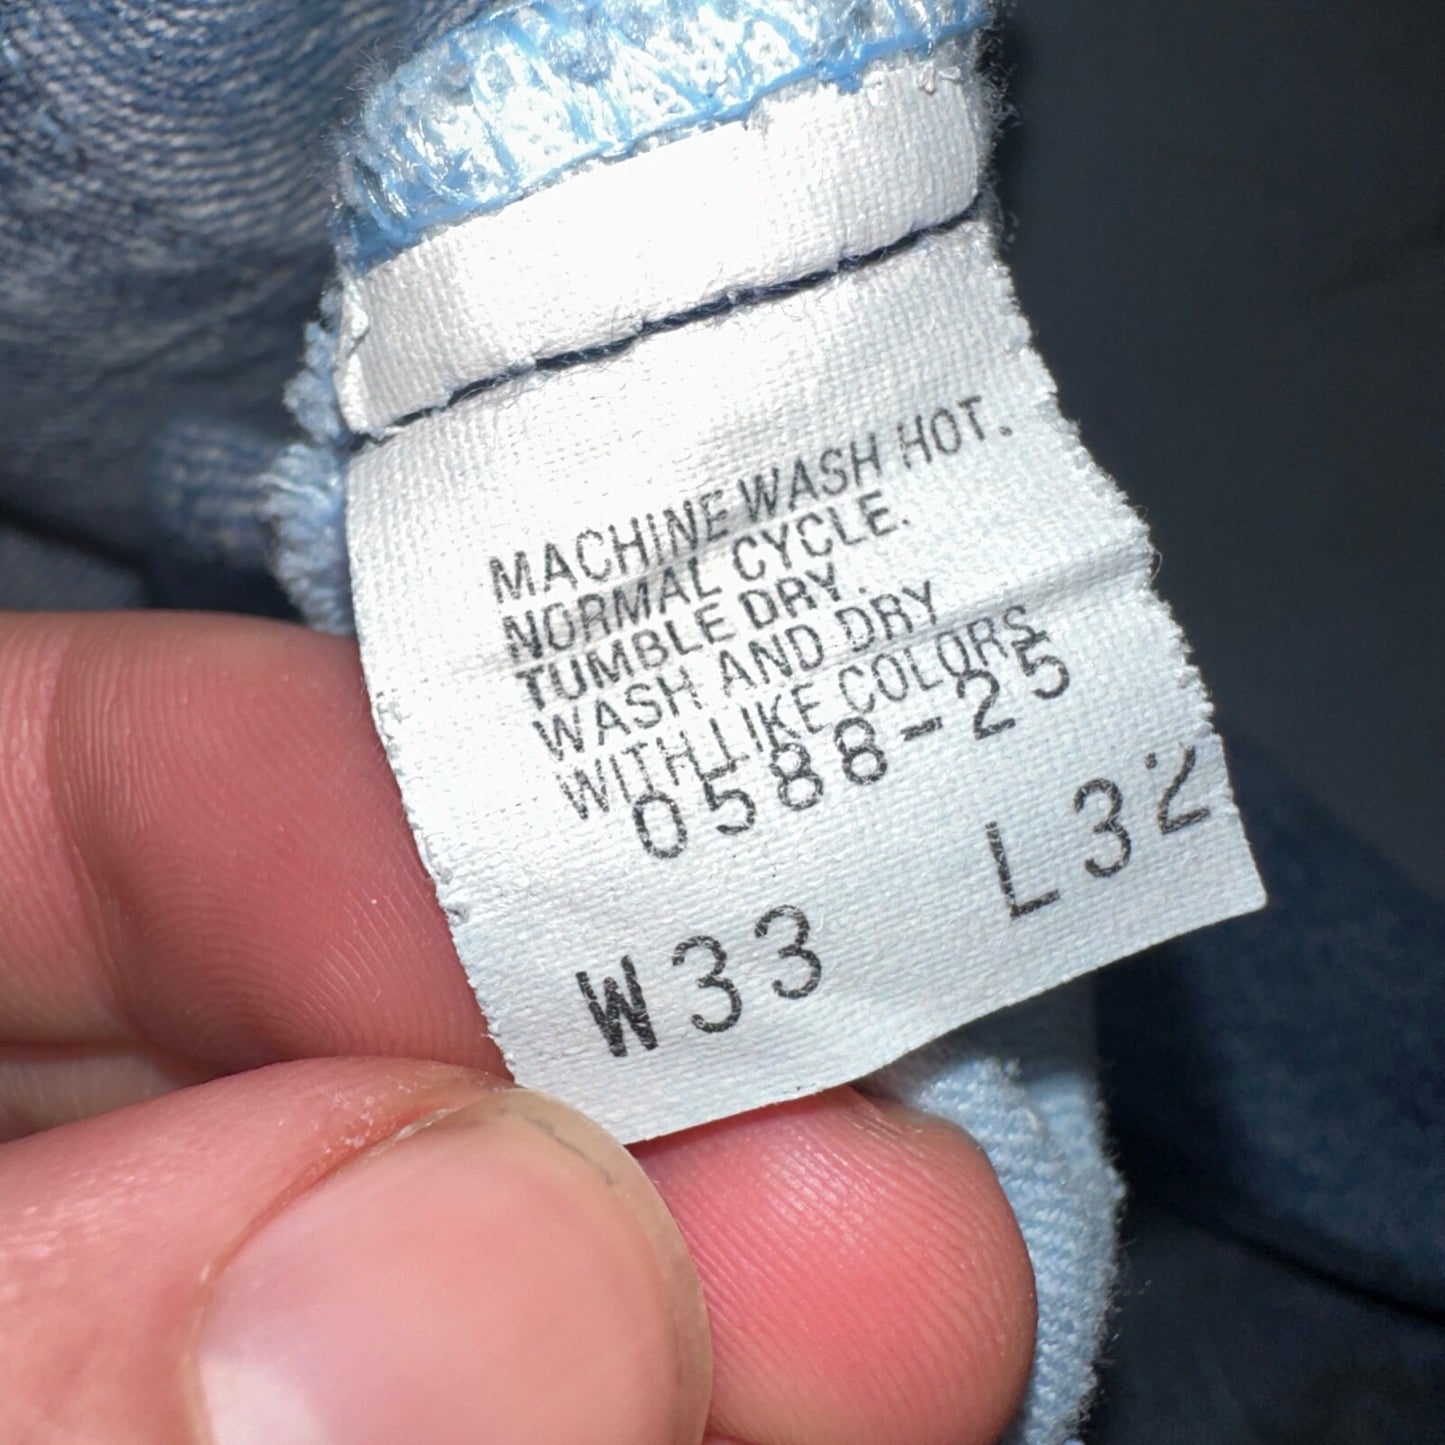 MACHINE WASH HOT.
NORMAL CYCLE.
TUMBLE DRY.
WASH AND DRY
WITH LIKE COLORS
0588-25
W33 L32